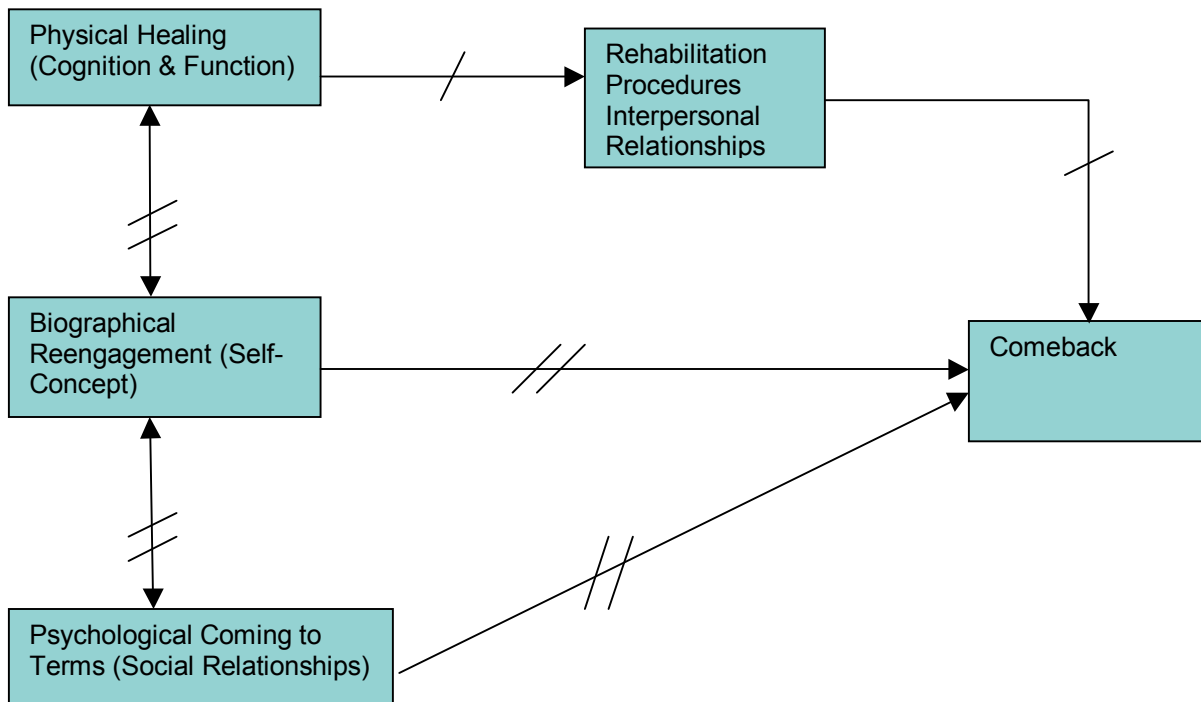 Physical Healing
(Cognition & Function)
Rehabilitation
Procedures
Interpersonal
Relationships
Biographical
Reengagement (Self-
Concept)
Comeback
Psychological Coming to
Terms (Social Relationships)